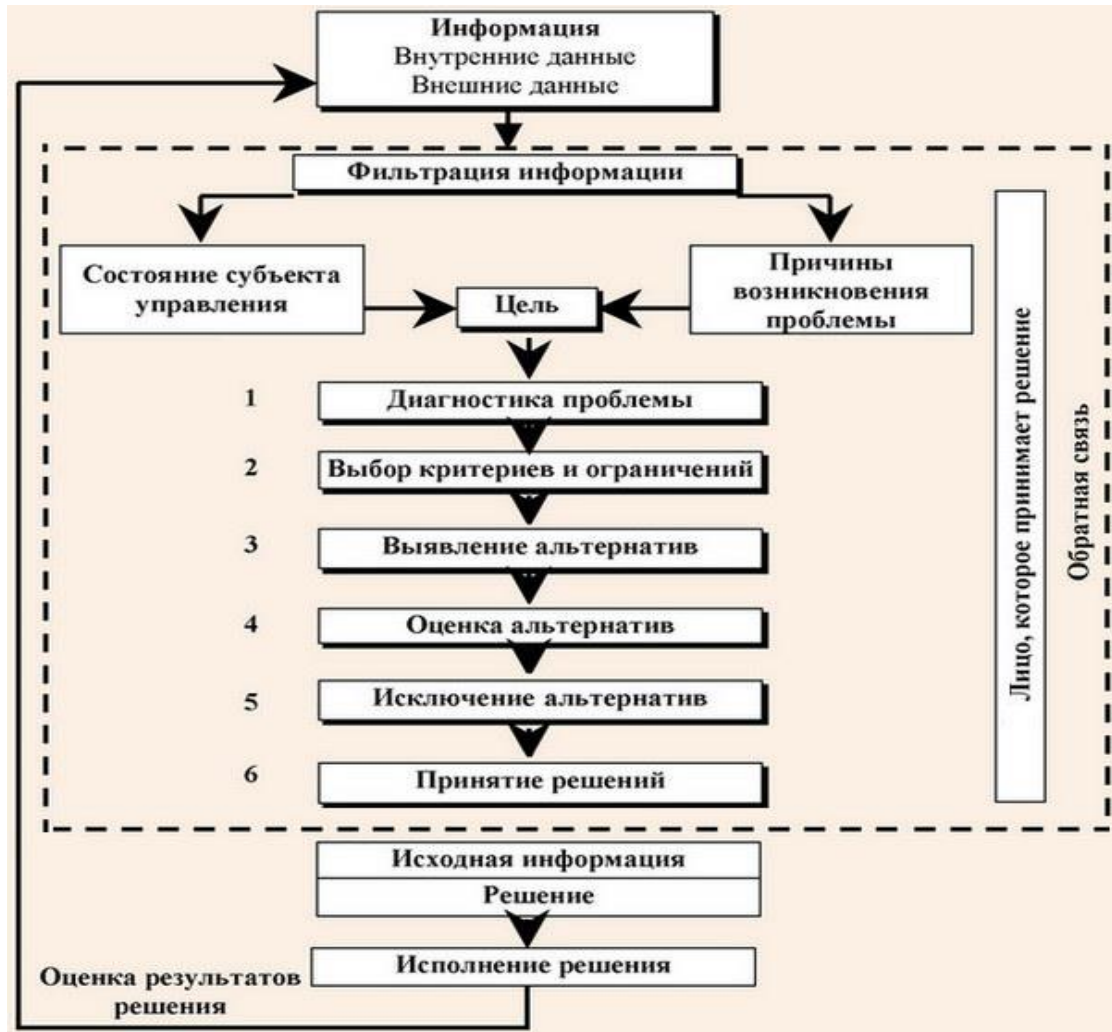 Информация
Внутренние данные
Внешние данные
Фильтрация информации
Состояние субъекта
управления
Цель
Причины
возникновения
проблемы
1
Диагностика проблемы
2
Выбор критериев и ограничений
3
Выявление альтернатив
4
Оценка альтернатив
5
Исключение альтернатив
6
Принятие решений
Лицо, которое принимает решение
Обратная связь
Исходная информация
Решение
Исполнение решения
Оценка результатов
решения